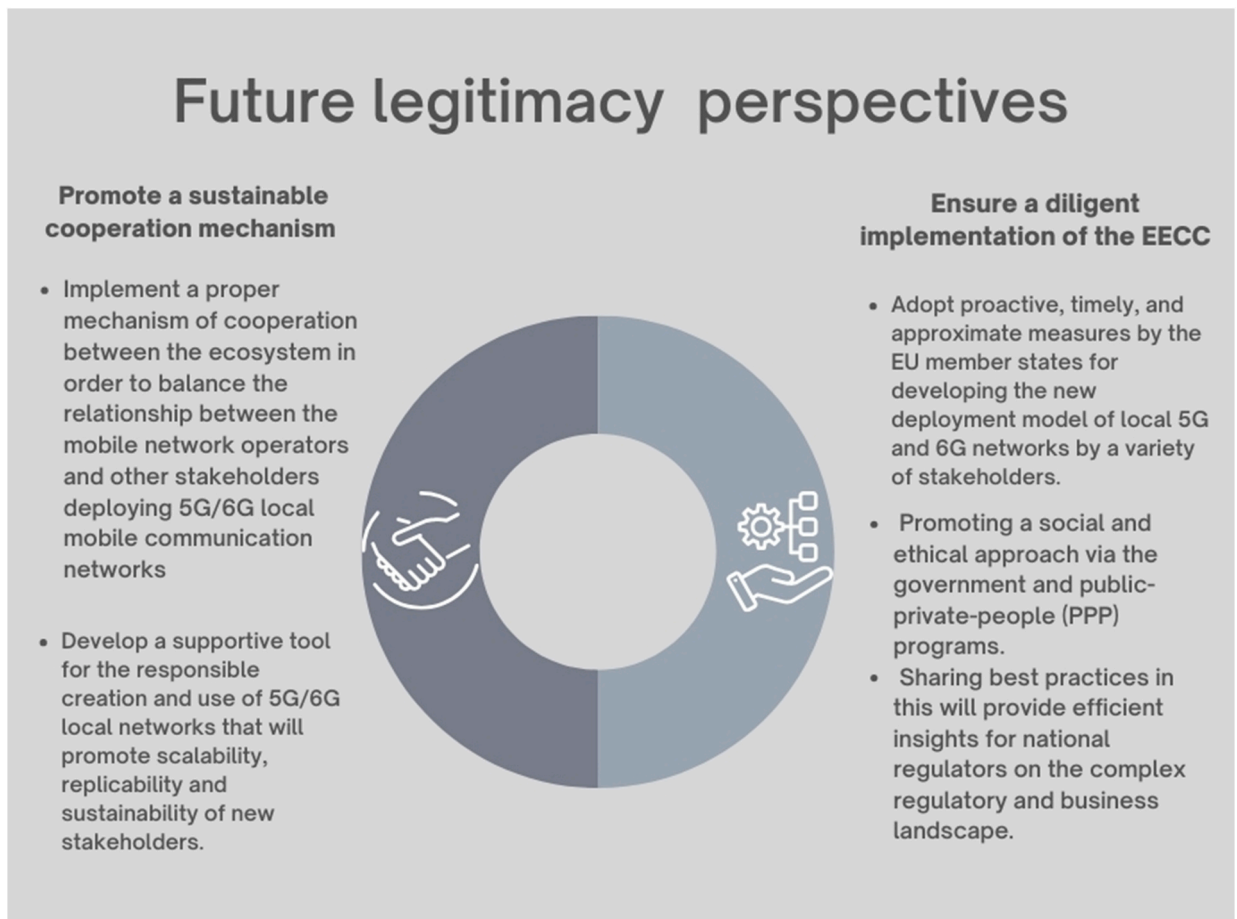 Future legitimacy  perspectives
Promote a sustainable
cooperation mechanism
• Implement a proper
mechanism of cooperation
between the ecosystem in
order to balance the
relationship between the
mobile network operators
and other stakeholders
deploying 5G/6G local
mobile communication
networks
• Develop a supportive tool
for the responsible
creation and use of 5G/6G
local networks that will
promote scalability,
replicability and
sustainability of new
stakeholders.
Ensure a diligent
implementation of the EECC
• Adopt proactive, timely, and
approximate measures by the
EU member states for
developing the new
deployment model of local 5G
and 6G networks by a variety
of stakeholders.
• Promoting a social and
ethical approach via the
government and public-
private-people (PPP)
programs.
• Sharing best practices in
this will provide efficient
insights for national
regulators on the complex
regulatory and business
landscape.